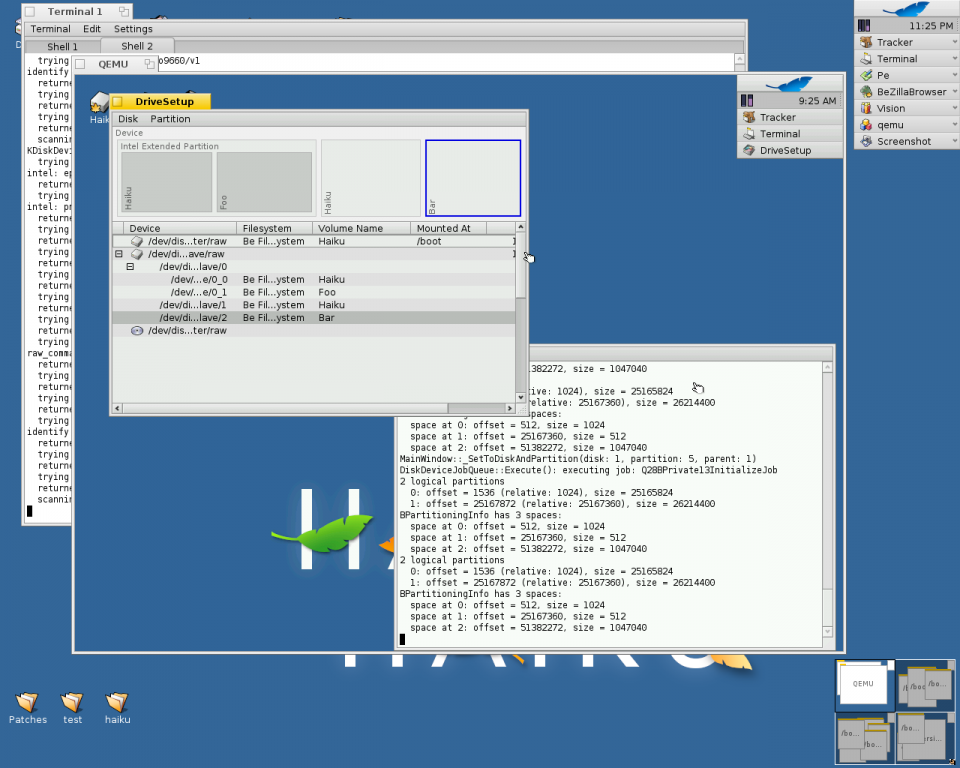 Terminal 1
Terminal Edit Settings
Shell 1 Shell 2
QEMU
o9660/v1
trying
identify
returne
trying
returne
trying
returne
scannin
KDiskDevi
trying
intel: ep
returne
trying
intel: pr
returne
trying
returne
trying
returne
trying
returne
trying
returne
trying
returne
trying
raw_comma
returne
trying
returne
trying
returne
trying
identify
returne
trying
returne
trying
returne
scannin
11:25 PM
Tracker
Terminal
Pe
BeZillaBrowser
Vision
qemu
Screenshot
9:25 AM
Tracker
Terminal
DriveSetup
Haik
DriveSetup
Disk Partition
Device
Intel Extended Partition
Haiku
Foo
Haiku
Bar
Device Filesystem Volume Name Mounted At
/dev/dis...ter/raw Be Fil...ystem Haiku /boot
/dev/di...ave/raw
/dev/di...lave/0
/dev/...e/0_0 Be Fil...ystem Haiku
/dev/...e/0_1 Be Fil...ystem Foo
/dev/di...lave/1 Be Fil...ystem Haiku
/dev/di...lave/2 Be Fil...ystem Bar
/dev/dis...ter/raw
1382272, size = 1047040
tive: 1024), size = 25165824
(relative: 25167360), size = 26214400
spaces:
space at 0: offset = 512, size = 1024
space at 1: offset = 25167360, size = 512
space at 2: offset = 51382272, size = 1047040
MainWindow::_SetToDiskAndPartition(disk: 1, partition: 5, parent: 1)
DiskDeviceJobQueue::Execute(): executing job: Q28BPrivate13InitializeJob
2 logical partitions
0: offset = 1536 (relative: 1024), size = 25165824
1: offset = 25167872 (relative: 25167360), size = 26214400
BPartitioningInfo has 3 spaces:
space at 0: offset = 512, size = 1024
space at 1: offset = 25167360, size = 512
space at 2: offset = 51382272, size = 1047040
2 logical partitions
0: offset = 1536 (relative: 1024), size = 25165824
1: offset = 25167872 (relative: 25167360), size = 26214400
BPartitioningInfo has 3 spaces:
space at 0: offset = 512, size = 1024
space at 1: offset = 25167360, size = 512
space at 2: offset = 51382272, size = 1047040
Patches test haiku
QEMU